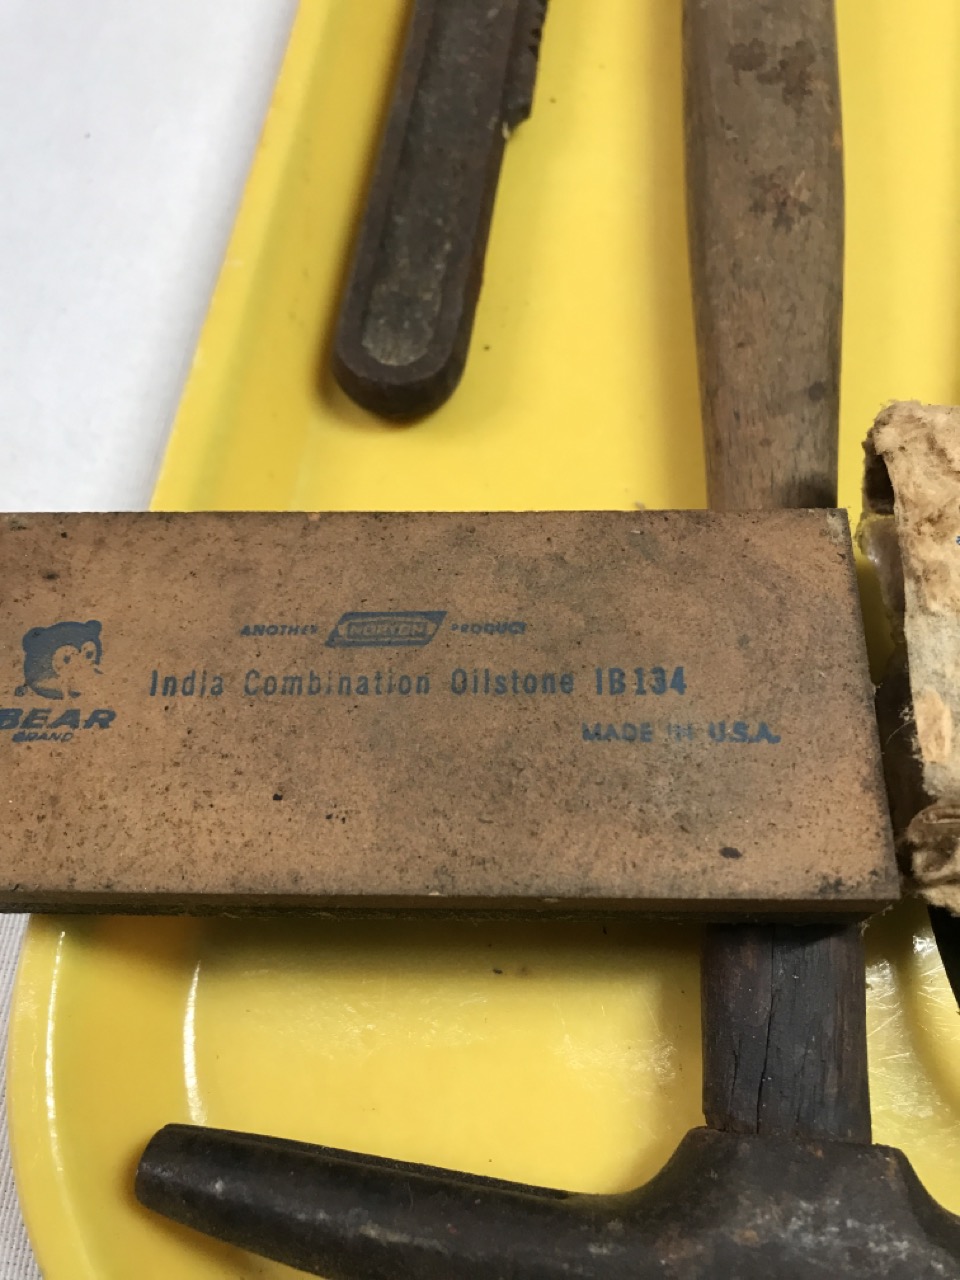 ANOTHER NORTON PRODUCT
India Combination Oilstone IB134
BEAR
BRAND
MADE IN U.S.A.